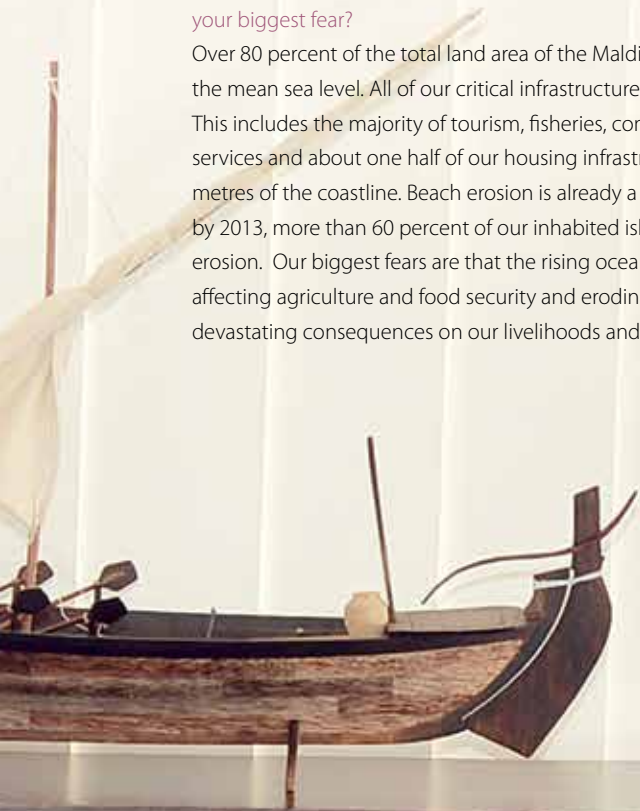 your biggest fear?
Over 80 percent of the total land area of the Maldi
the mean sea level. All of our critical infrastructure
This includes the majority of tourism, fisheries, con
services and about one half of our housing infrastr
metres of the coastline. Beach erosion is already a
by 2013, more than 60 percent of our inhabited isl
erosion.  Our biggest fears are that the rising ocea
affecting agriculture and food security and erodin
devastating consequences on our livelihoods and